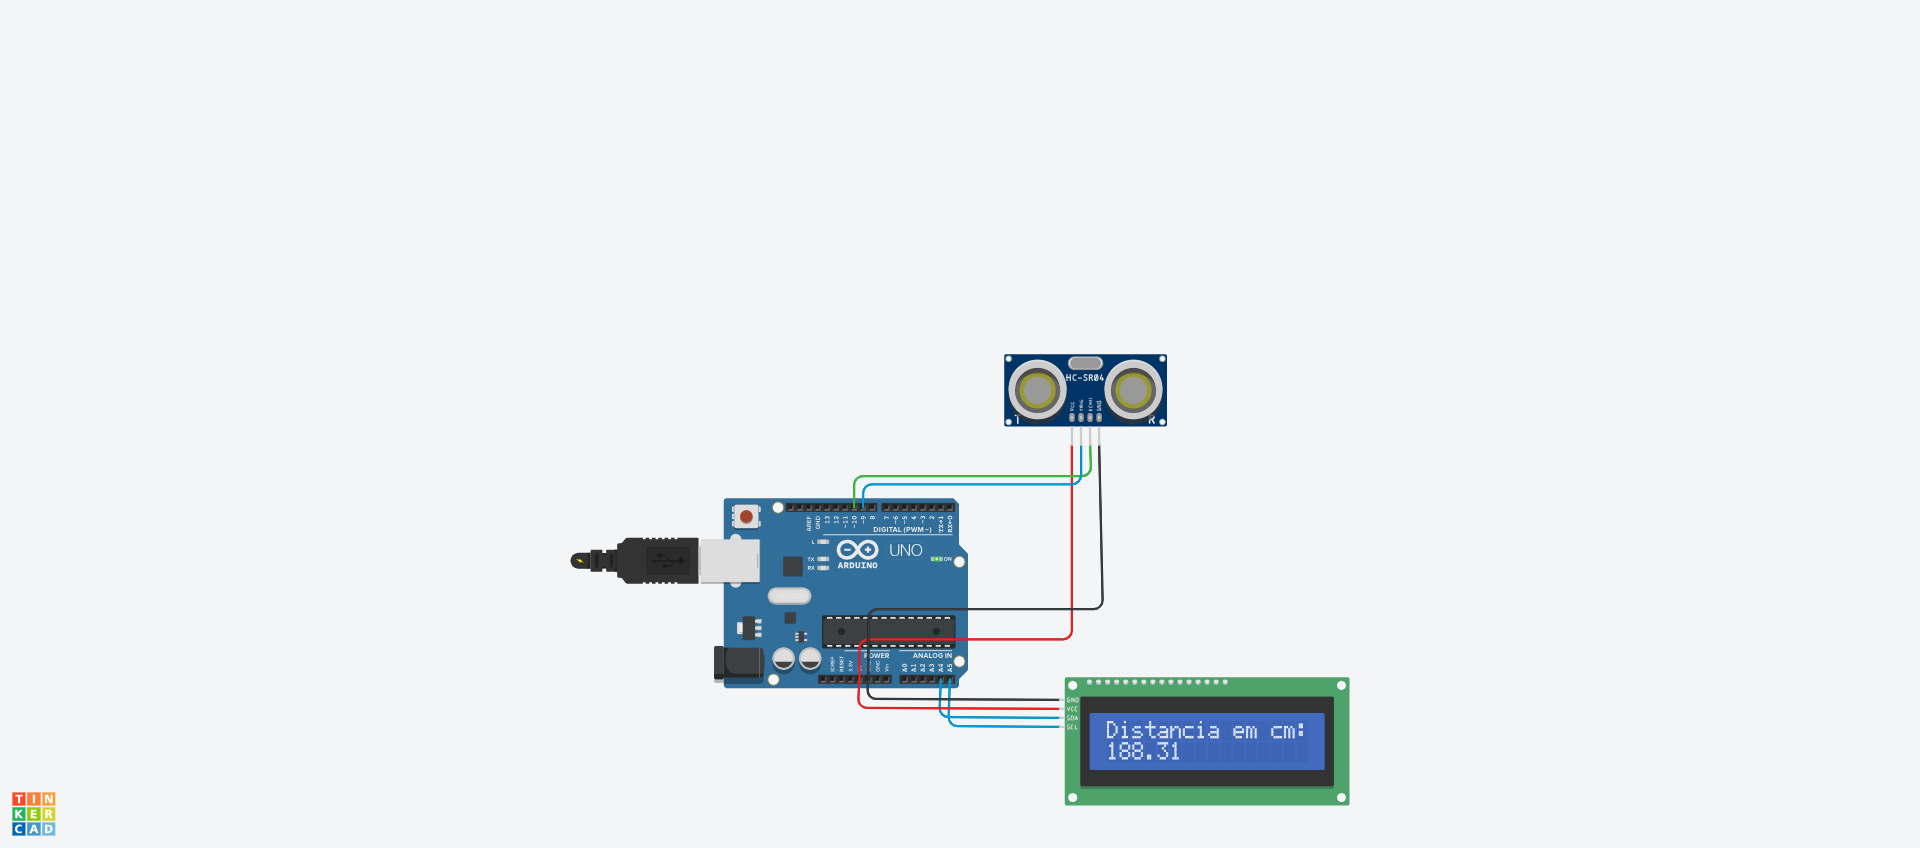 HC-SR04
VCC
TRIG
ECHO
GND
T
R
AREF
GND
13
12
~11
~10
~9
8
7
~6
~5
4
~3
2
TX→1
RX←0
DIGITAL (PWM~)
L
TX
RX
ARDUINO
UNO
ON
POWER
ANALOG IN
IOREF
RESET
3.3V
GND
Vin
A0
A1
A2
A3
A4
A5
GND
VCC
SDA
SCL
Distancia em cm:
188.31
TIN
KER
CAD